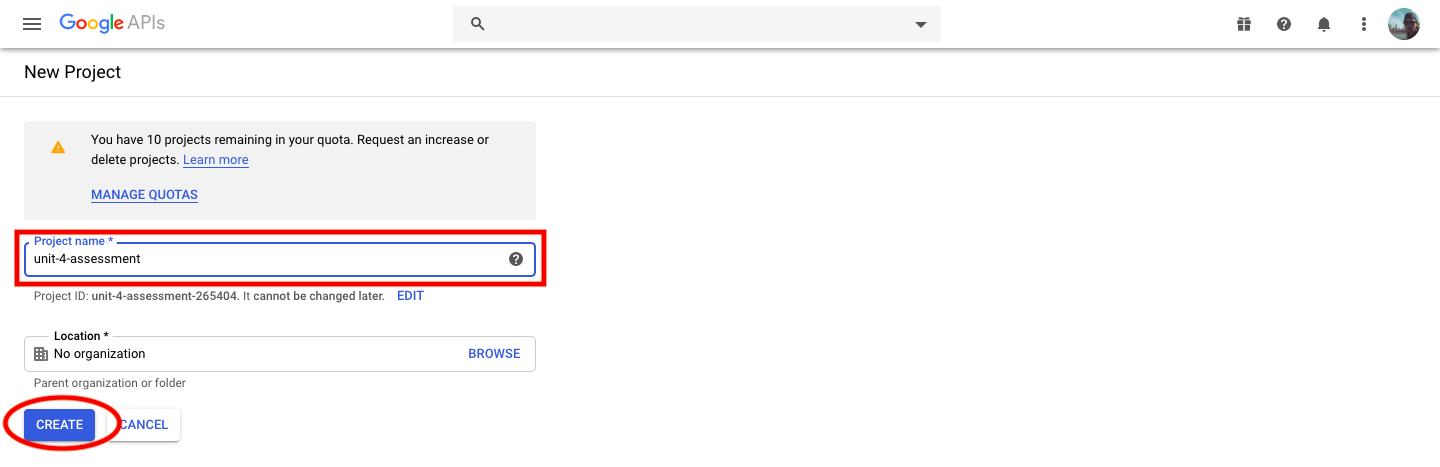 Google APIs
New Project
You have 10 projects remaining in your quota. Request an increase or
delete projects. Learn more
MANAGE QUOTAS
Project name *
unit-4-assessment
Project ID: unit-4-assessment-265404. It cannot be changed later. EDIT
Location *
No organization BROWSE
Parent organization or folder
CREATE CANCEL